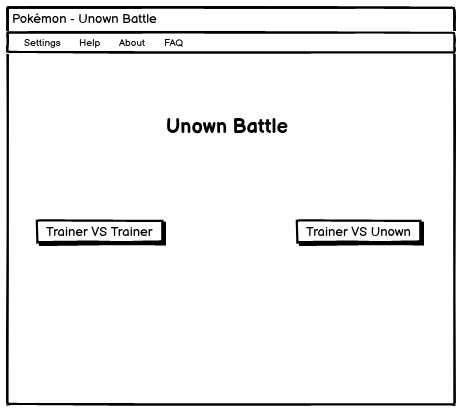 Pokémon - Unown Battle
Settings Help About FAQ
Unown Battle
Trainer VS Trainer
Trainer VS Unown